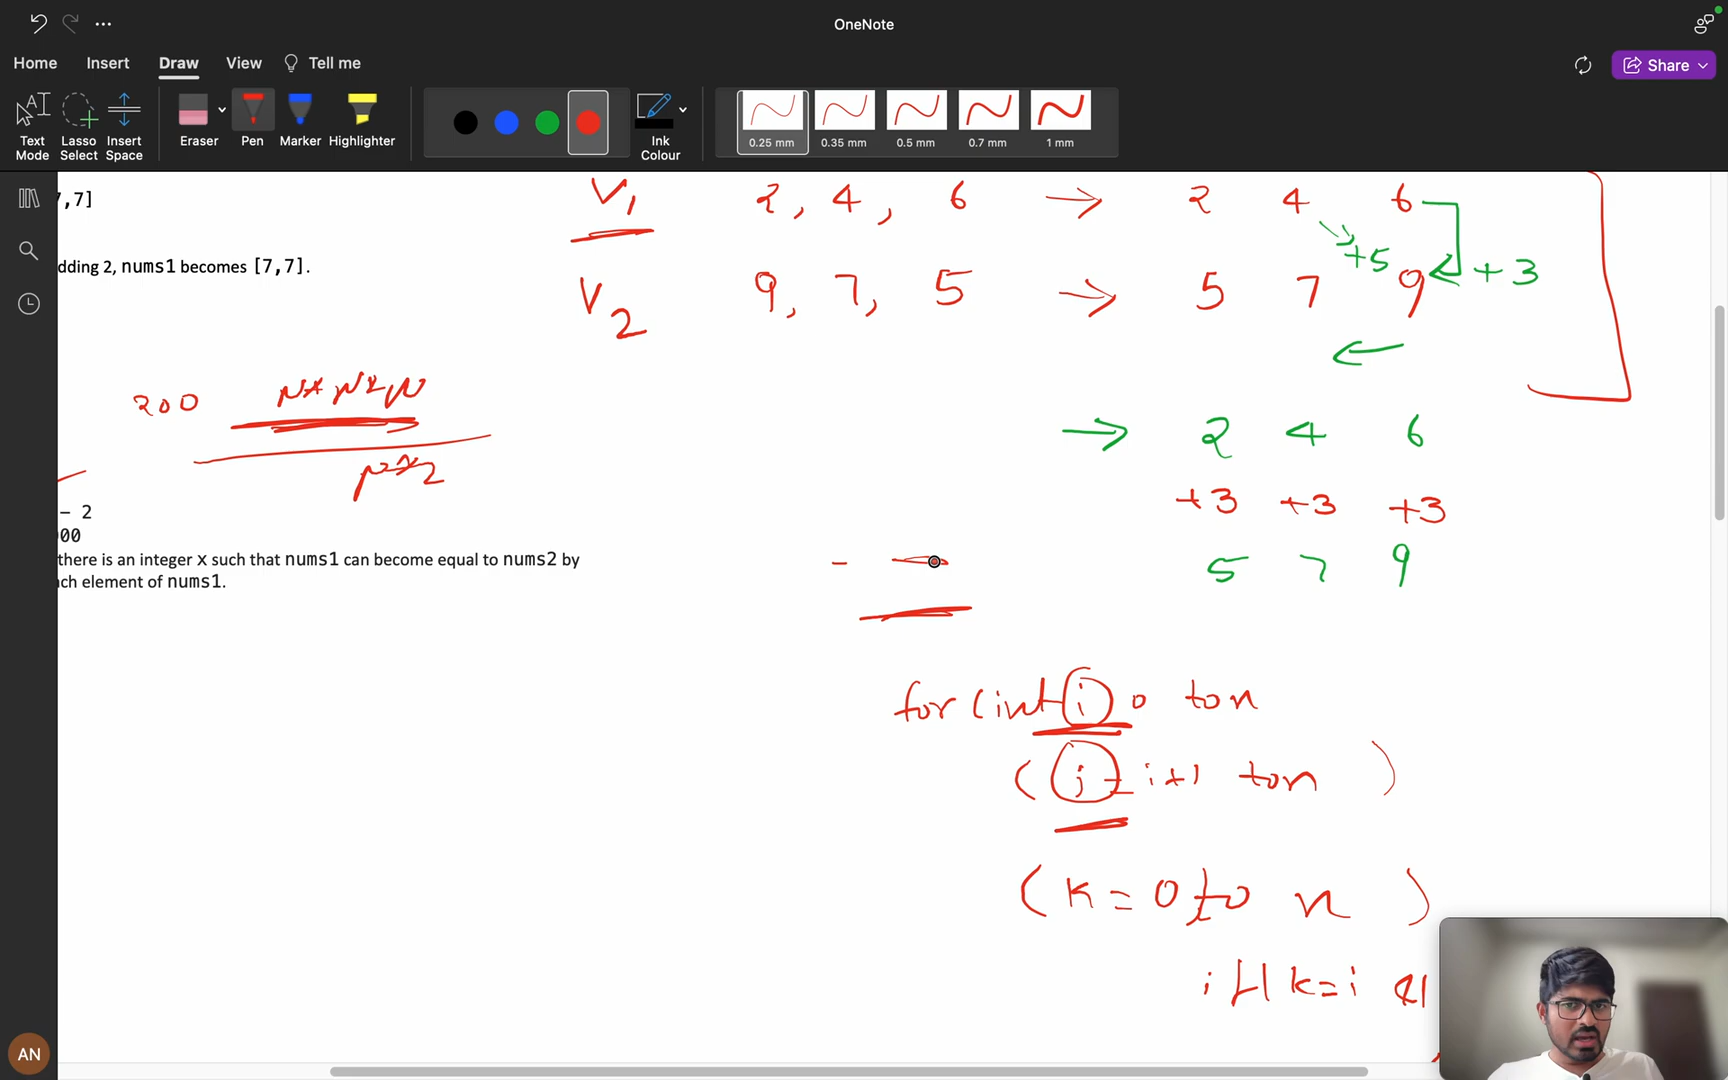 OneNote
Home Insert Draw View Tell me
Share
Text Mode
Lasso Select
Insert Space
Eraser
Pen
Marker
Highlighter
Ink Colour
0.25 mm
0.35 mm
0.5 mm
0.7 mm
1 mm
7,7]
dding 2, nums1 becomes [7,7].
V1 2, 4, 6 → 2 4 6
+5
V2 9, 7, 5 → 5 7 9 + 3
200
→ 2 4 6
+3 +3 +3
5 7 9
- 2
000
there is an integer x such that nums1 can become equal to nums2 by
ch element of nums1.
for (int i 0 to n
( j = i+1 to n )
( k = 0 to n )
if k=i
AN